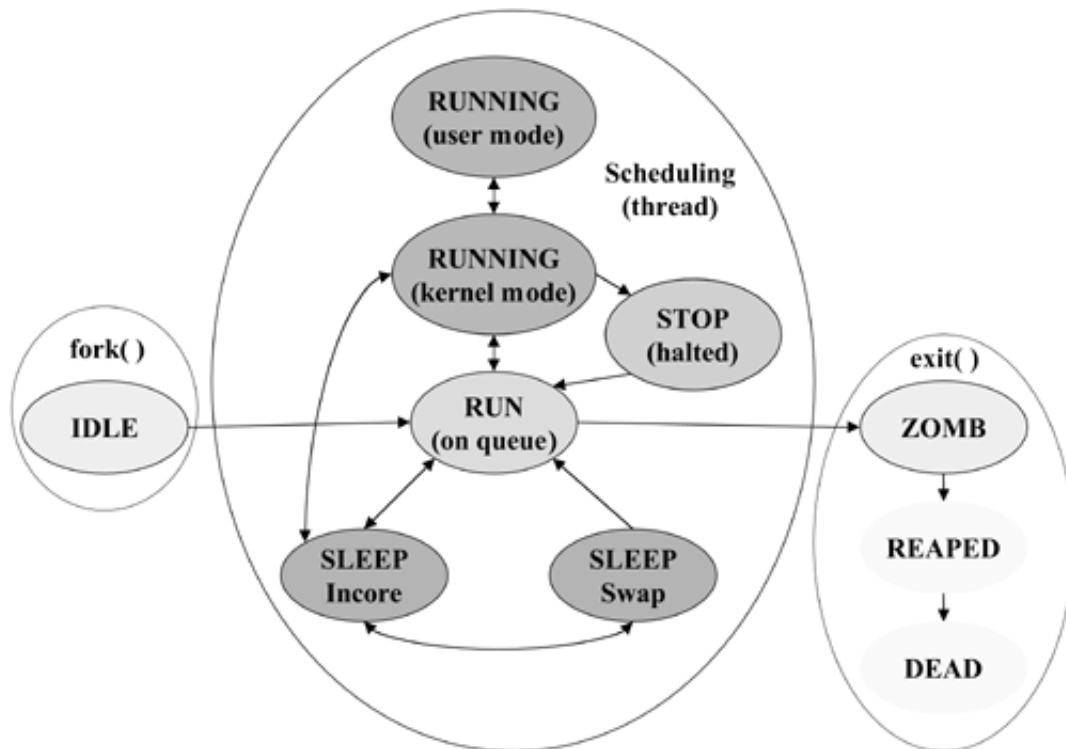 RUNNING
(user mode)
Scheduling
(thread)
RUNNING
(kernel mode)
STOP
(halted)
fork( )
IDLE
RUN
(on queue)
exit( )
ZOMB
SLEEP
Incore
SLEEP
Swap
REAPED
DEAD